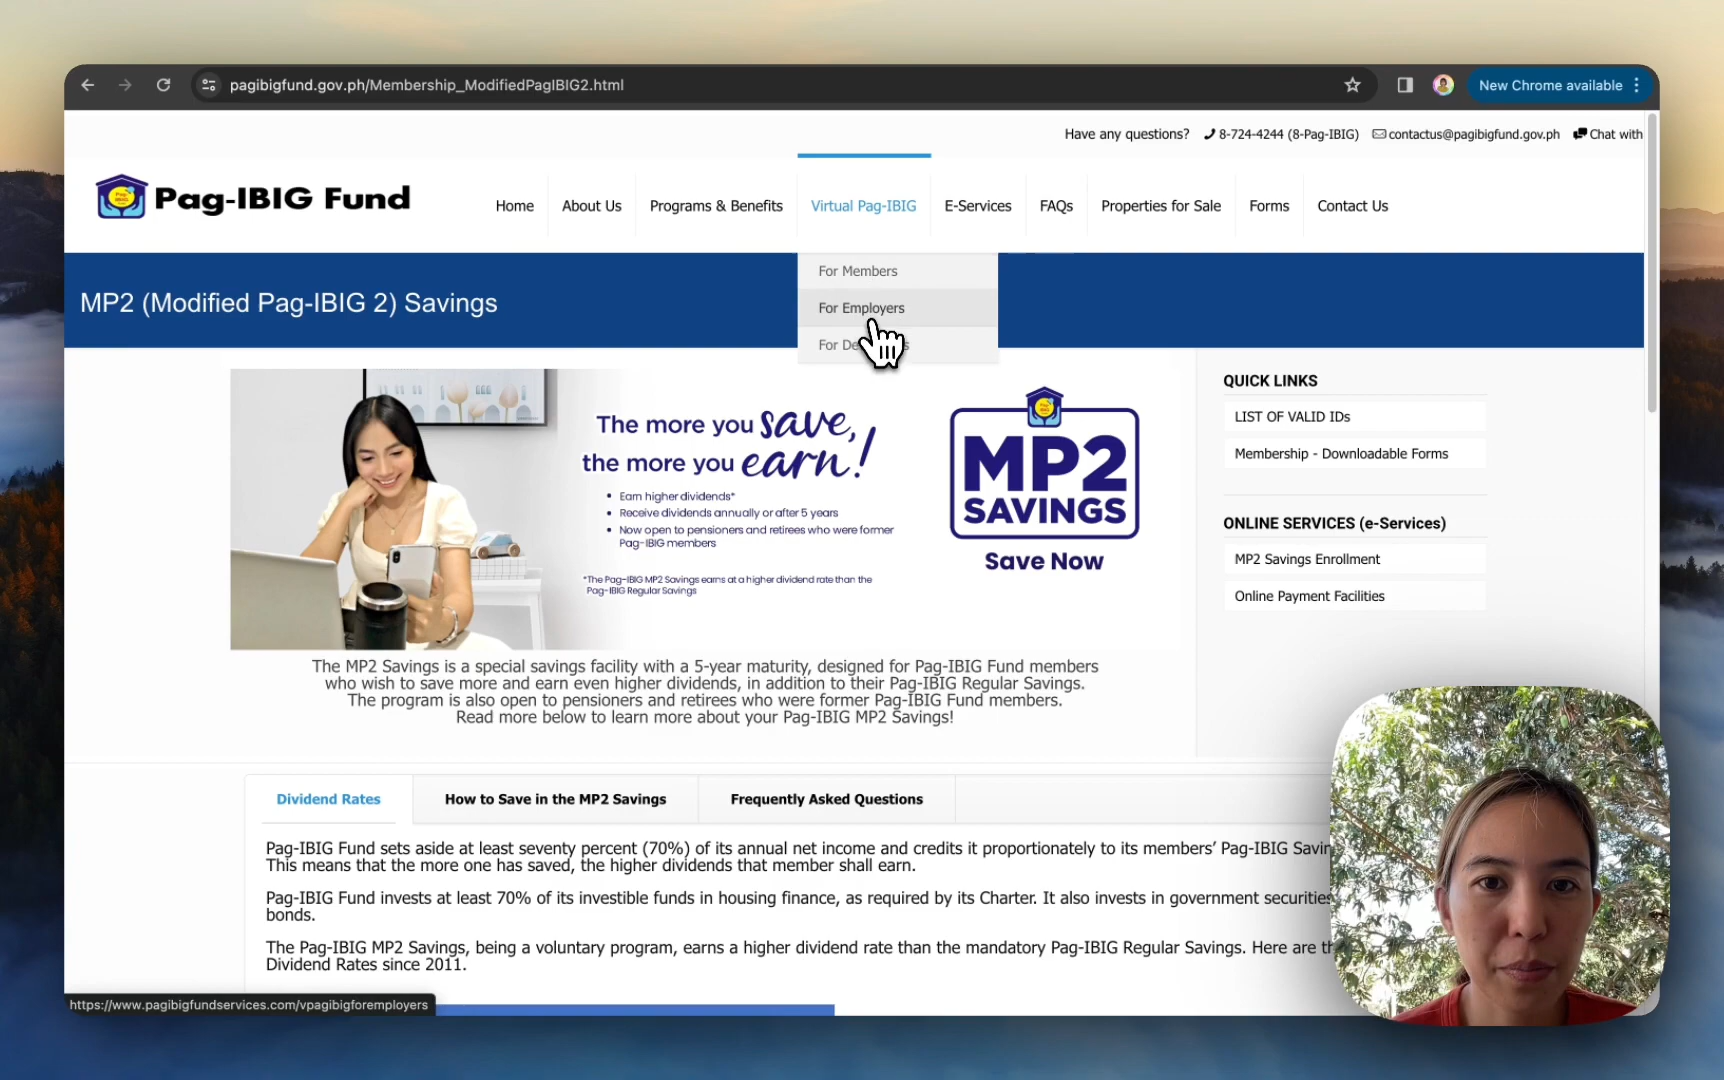 pagibigfund.gov.ph/Membership_ModifiedPagIBIG2.html
New Chrome available
Have any questions? 8-724-4244 (8-Pag-IBIG) contactus@pagibigfund.gov.ph Chat with
Pag-IBIG Fund
Home About Us Programs & Benefits Virtual Pag-IBIG E-Services FAQs Properties for Sale Forms Contact Us
For Members
For Employers
For De
MP2 (Modified Pag-IBIG 2) Savings
The more you save,
the more you earn!
• Earn higher dividends*
• Receive dividends annually or after 5 years
• Now open to pensioners and retirees who were former
Pag-IBIG members
*The Pag-IBIG MP2 Savings earns at a higher dividend rate than the
Pag-IBIG Regular Savings
MP2
SAVINGS
Save Now
QUICK LINKS
LIST OF VALID IDs
Membership - Downloadable Forms
ONLINE SERVICES (e-Services)
MP2 Savings Enrollment
Online Payment Facilities
The MP2 Savings is a special savings facility with a 5-year maturity, designed for Pag-IBIG Fund members
who wish to save more and earn even higher dividends, in addition to their Pag-IBIG Regular Savings.
The program is also open to pensioners and retirees who were former Pag-IBIG Fund members.
Read more below to learn more about your Pag-IBIG MP2 Savings!
Dividend Rates How to Save in the MP2 Savings Frequently Asked Questions
Pag-IBIG Fund sets aside at least seventy percent (70%) of its annual net income and credits it proportionately to its members' Pag-IBIG Savin
This means that the more one has saved, the higher dividends that member shall earn.
Pag-IBIG Fund invests at least 70% of its investible funds in housing finance, as required by its Charter. It also invests in government securities
bonds.
The Pag-IBIG MP2 Savings, being a voluntary program, earns a higher dividend rate than the mandatory Pag-IBIG Regular Savings. Here are th
Dividend Rates since 2011.
https://www.pagibigfundservices.com/vpagibigforemployers